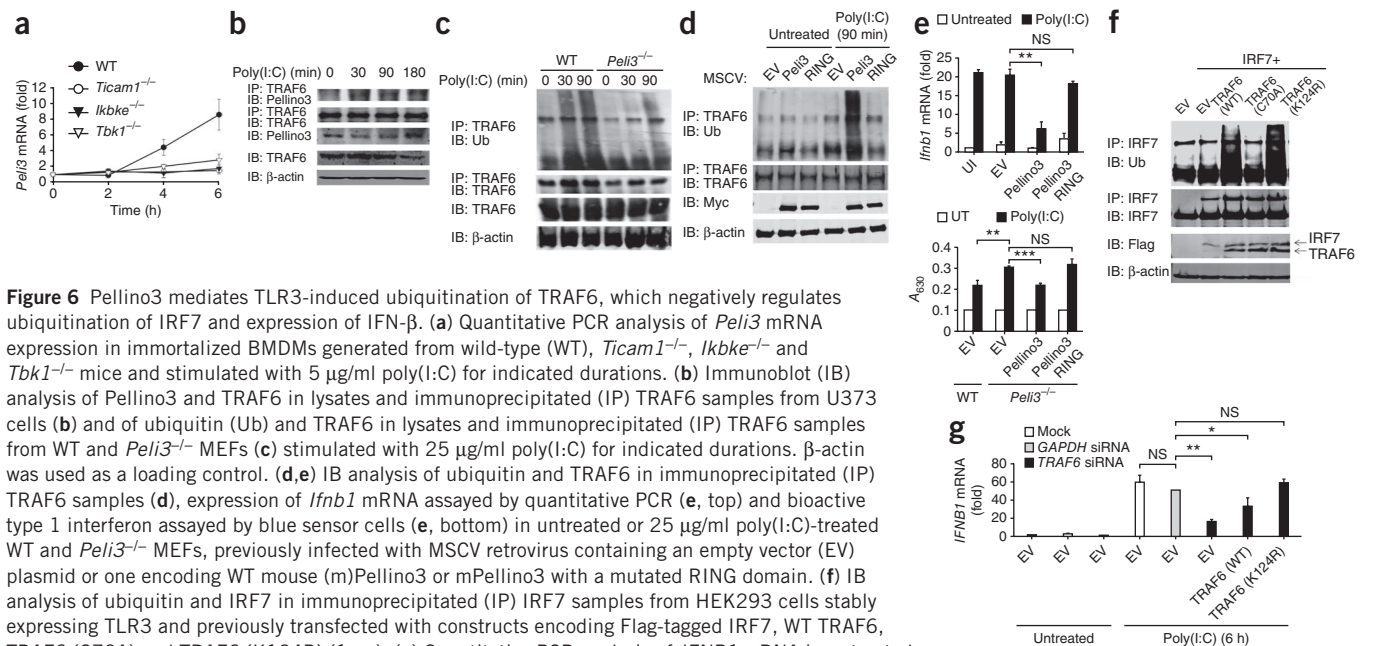 a
WT
Ticam1–/–
Ikbke–/–
Tbk1–/–
Peli3 mRNA (fold)
12
10
8
6
4
2
0
0 2 4 6
Time (h)
b
Poly(I:C) (min) 0 30 90 180
IP: TRAF6
IB: Pellino3
IP: TRAF6
IB: TRAF6
IB: Pellino3
IB: TRAF6
IB: β-actin
c
WT Peli3–/–
Poly(I:C) (min) 0 30 90 0 30 90
IP: TRAF6
IB: Ub
IP: TRAF6
IB: TRAF6
IB: TRAF6
IB: β-actin
d
Untreated Poly(I:C) (90 min)
MSCV: EV Peli3 RING EV Peli3 RING
IP: TRAF6
IB: Ub
IP: TRAF6
IB: TRAF6
IB: Myc
IB: β-actin
e
Untreated Poly(I:C)
NS
**
Ifnb1 mRNA (fold)
25
20
15
10
5
0
UI EV Pellino3 Pellino3 RING
UT Poly(I:C)
** NS
***
A630
0.4
0.3
0.2
0.1
0
EV EV Pellino3 Pellino3 RING
WT Peli3–/–
f
IRF7+
EV EV TRAF6 (WT) TRAF6 (C70A) TRAF6 (K124R)
IP: IRF7
IB: Ub
IP: IRF7
IB: IRF7
IB: Flag
IRF7
TRAF6
IB: β-actin
g
Mock
GAPDH siRNA
TRAF6 siRNA
NS
*
NS **
IFNB1 mRNA (fold)
80
60
40
20
0
EV EV EV EV EV EV TRAF6 (WT) TRAF6 (K124R)
Untreated Poly(I:C) (6 h)
Figure 6 Pellino3 mediates TLR3-induced ubiquitination of TRAF6, which negatively regulates
ubiquitination of IRF7 and expression of IFN-β. (a) Quantitative PCR analysis of Peli3 mRNA
expression in immortalized BMDMs generated from wild-type (WT), Ticam1–/–, Ikbke–/– and
Tbk1–/– mice and stimulated with 5 μg/ml poly(I:C) for indicated durations. (b) Immunoblot (IB)
analysis of Pellino3 and TRAF6 in lysates and immunoprecipitated (IP) TRAF6 samples from U373
cells (b) and of ubiquitin (Ub) and TRAF6 in lysates and immunoprecipitated (IP) TRAF6 samples
from WT and Peli3–/– MEFs (c) stimulated with 25 μg/ml poly(I:C) for indicated durations. β-actin
was used as a loading control. (d,e) IB analysis of ubiquitin and TRAF6 in immunoprecipitated (IP)
TRAF6 samples (d), expression of Ifnb1 mRNA assayed by quantitative PCR (e, top) and bioactive
type 1 interferon assayed by blue sensor cells (e, bottom) in untreated or 25 μg/ml poly(I:C)-treated
WT and Peli3–/– MEFs, previously infected with MSCV retrovirus containing an empty vector (EV)
plasmid or one encoding WT mouse (m)Pellino3 or mPellino3 with a mutated RING domain. (f) IB
analysis of ubiquitin and IRF7 in immunoprecipitated (IP) IRF7 samples from HEK293 cells stably
expressing TLR3 and previously transfected with constructs encoding Flag-tagged IRF7, WT TRAF6,